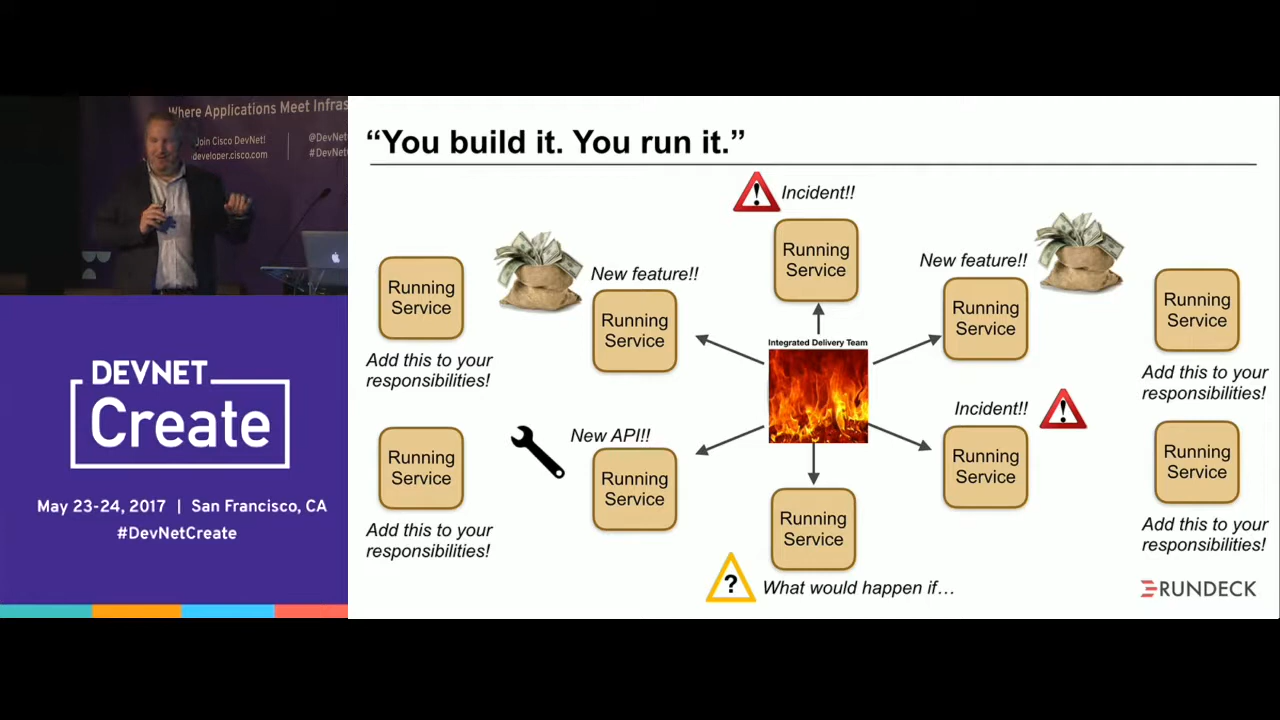 Where Applications Meet Infras
Join Cisco DevNet!
developer.cisco.com
@DevNet
#DevNet
DEVNET
Create
May 23-24, 2017 | San Francisco, CA
#DevNetCreate
“You build it. You run it.”
Incident!!
Running
Service
New feature!!
Running
Service
New feature!!
Running
Service
Running
Service
Add this to your
responsibilities!
Running
Service
Add this to your
responsibilities!
Integrated Delivery Team
New API!!
Running
Service
Incident!!
Running
Service
Running
Service
Add this to your
responsibilities!
Running
Service
Add this to your
responsibilities!
Running
Service
?
What would happen if…
RUNDECK